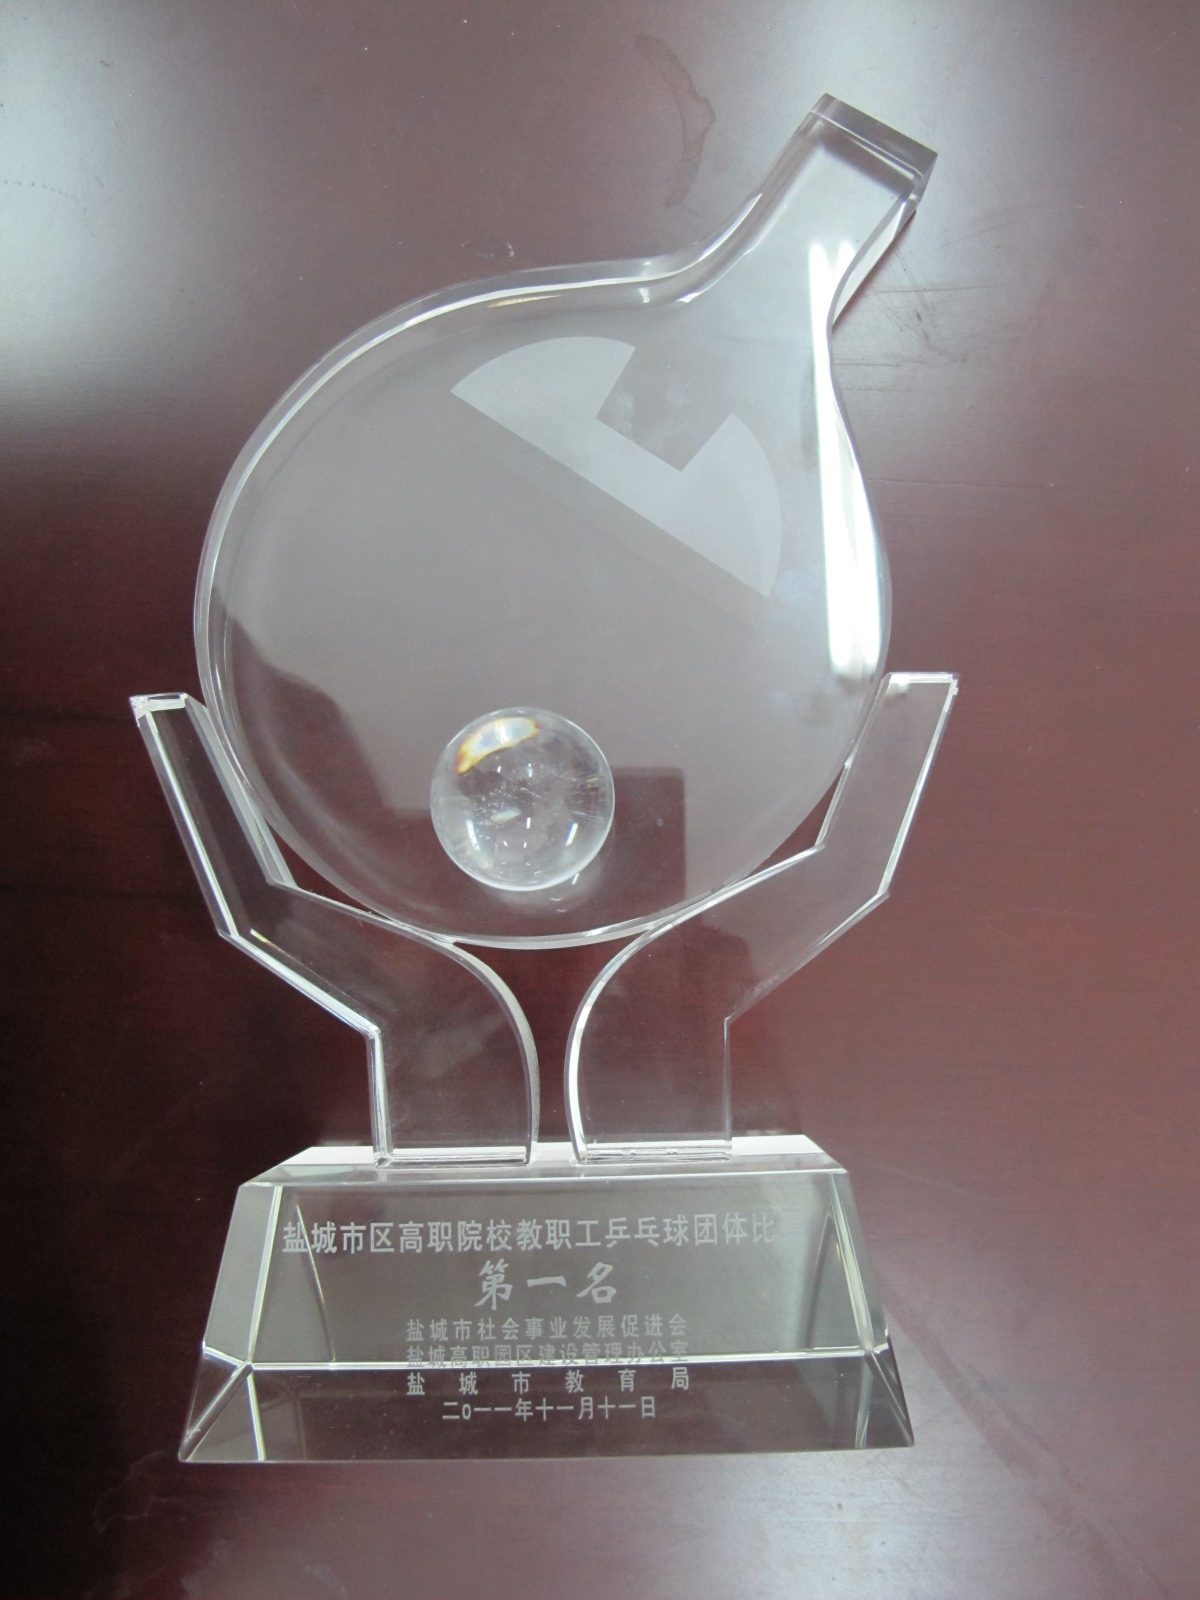 盐城市区高职院校教职工乒乓球团体比
第一名
盐城市社会事业发展促进会
盐城高职园区建设管理办公室
盐城市教育局
二0一一年十一月十一日